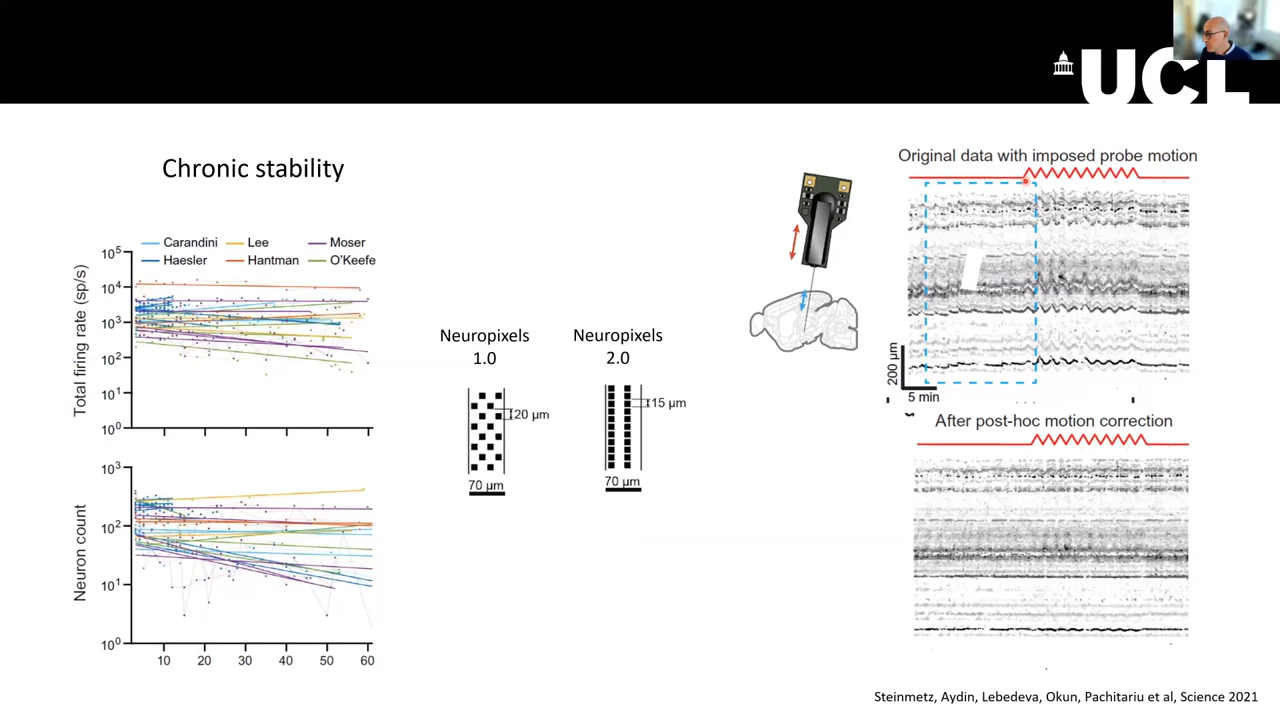 UCL
Chronic stability
Original data with imposed probe motion
Carandini
Lee
Moser
Haesler
Hantman
O'Keefe
Total firing rate (sp/s)
10⁵
10⁴
10³
10²
10¹
10⁰
Neuropixels
1.0
Neuropixels
2.0
20 µm
15 µm
70 µm
70 µm
200 µm
5 min
After post-hoc motion correction
Neuron count
10³
10²
10¹
10⁰
10
20
30
40
50
60
Steinmetz, Aydin, Lebedeva, Okun, Pachitariu et al, Science 2021